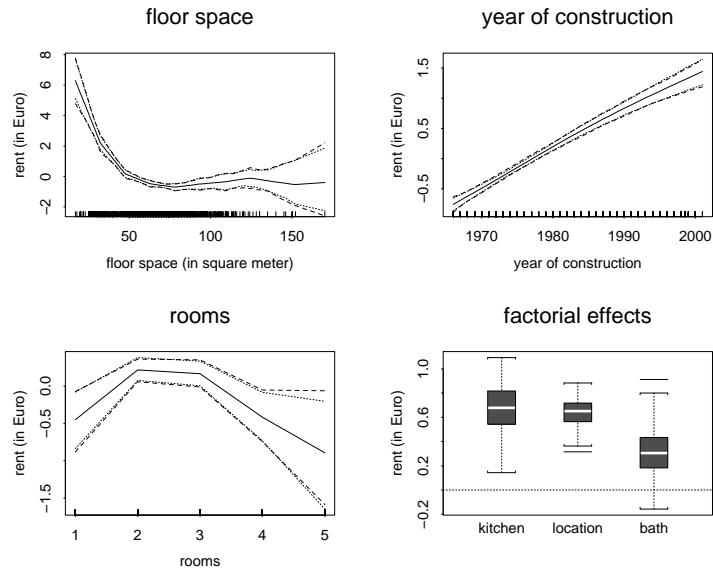 floor space
rent (in Euro)
8
6
4
2
0
−2
50
100
150
floor space (in square meter)
year of construction
rent (in Euro)
1.5
0.5
−0.5
1970
1980
1990
2000
year of construction
rooms
rent (in Euro)
0.0
−0.5
−1.5
1
2
3
4
5
rooms
factorial effects
rent (in Euro)
1.0
0.6
0.2
−0.2
kitchen
location
bath